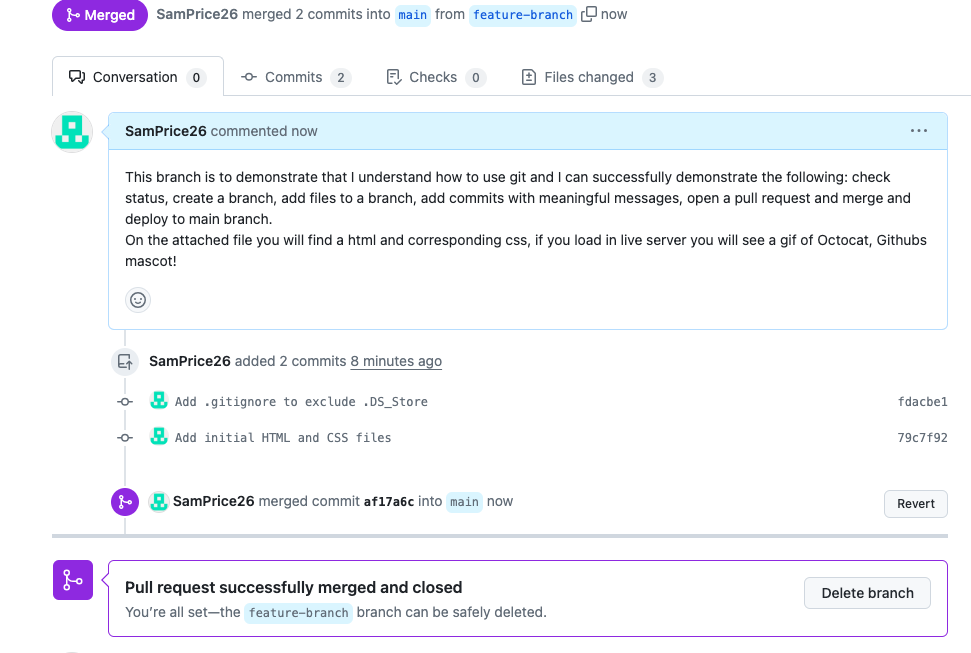 Merged SamPrice26 merged 2 commits into main from feature-branch now
Conversation 0 Commits 2 Checks 0 Files changed 3
SamPrice26 commented now
This branch is to demonstrate that I understand how to use git and I can successfully demonstrate the following: check
status, create a branch, add files to a branch, add commits with meaningful messages, open a pull request and merge and
deploy to main branch.
On the attached file you will find a html and corresponding css, if you load in live server you will see a gif of Octocat, Githubs
mascot!
SamPrice26 added 2 commits 8 minutes ago
Add .gitignore to exclude .DS_Store fdacbe1
Add initial HTML and CSS files 79c7f92
SamPrice26 merged commit af17a6c into main now
Revert
Pull request successfully merged and closed
You're all set—the feature-branch branch can be safely deleted.
Delete branch